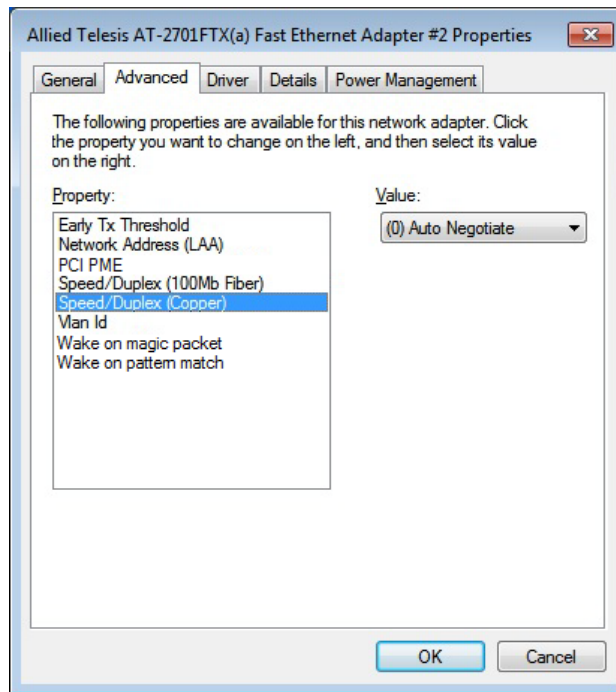 Allied Telesis AT-2701FTX(a) Fast Ethernet Adapter #2 Properties
General Advanced Driver Details Power Management
The following properties are available for this network adapter. Click
the property you want to change on the left, and then select its value
on the right.
Property:
Value:
Early Tx Threshold
Network Address (LAA)
PCI PME
Speed/Duplex (100Mb Fiber)
Speed/Duplex (Copper)
Vlan Id
Wake on magic packet
Wake on pattern match
(0) Auto Negotiate
OK Cancel